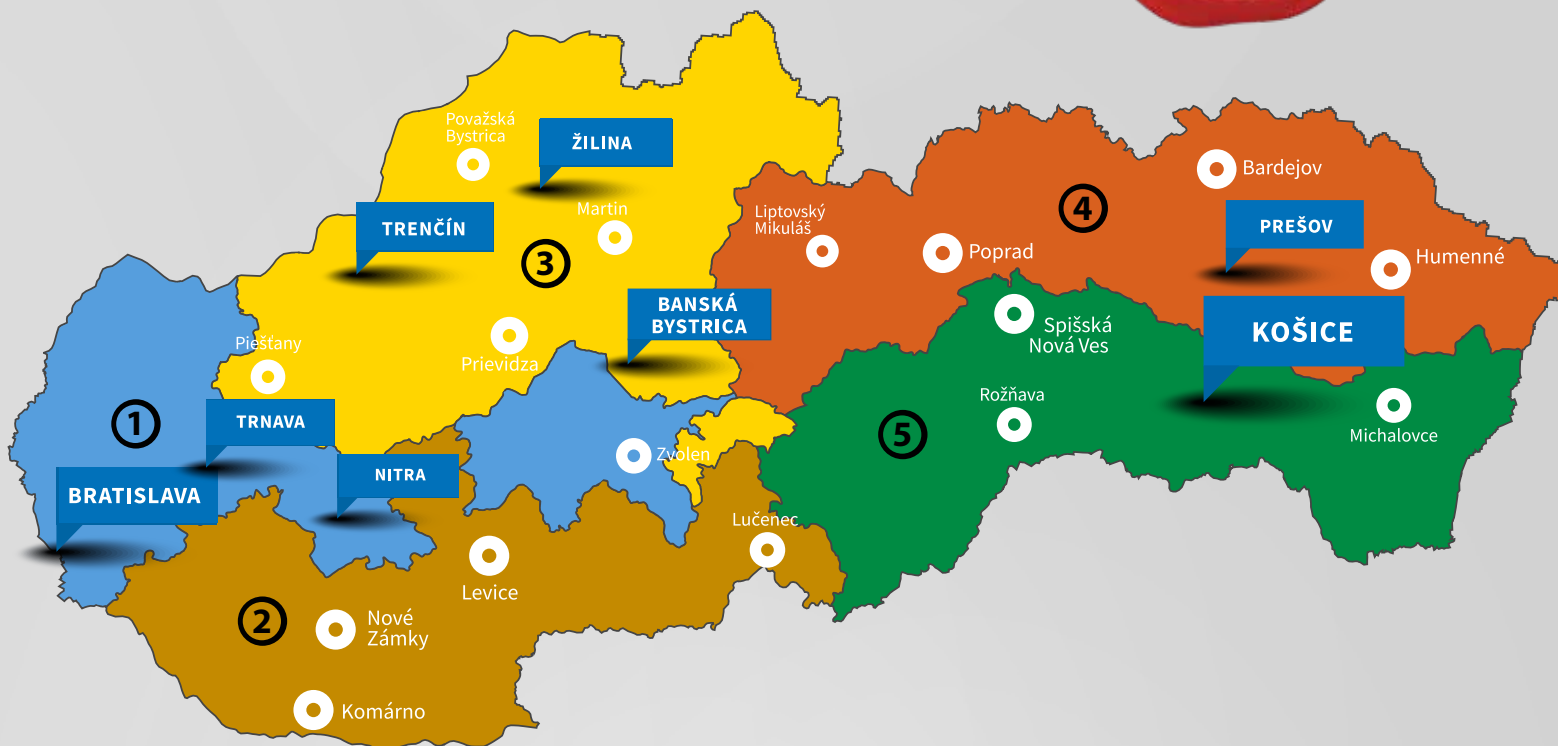 Považská
Bystrica
ŽILINA
Bardejov
Martin
Liptovský
Mikuláš
4
TRENČÍN
PREŠOV
Poprad
Humenné
3
BANSKÁ
BYSTRICA
Spišská
Nová Ves
KOŠICE
Piešťany
Prievidza
Rožňava
1
TRNAVA
5
Michalovce
Zvolen
NITRA
BRATISLAVA
Lučenec
Levice
2
Nové
Zámky
Komárno